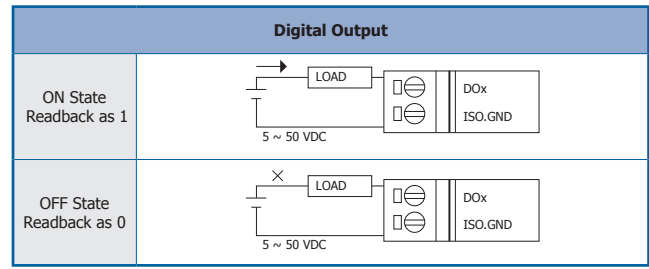 Digital Output
ON State
Readback as 1
LOAD
DOx
ISO.GND
5 ~ 50 VDC
OFF State
Readback as 0
LOAD
DOx
ISO.GND
5 ~ 50 VDC